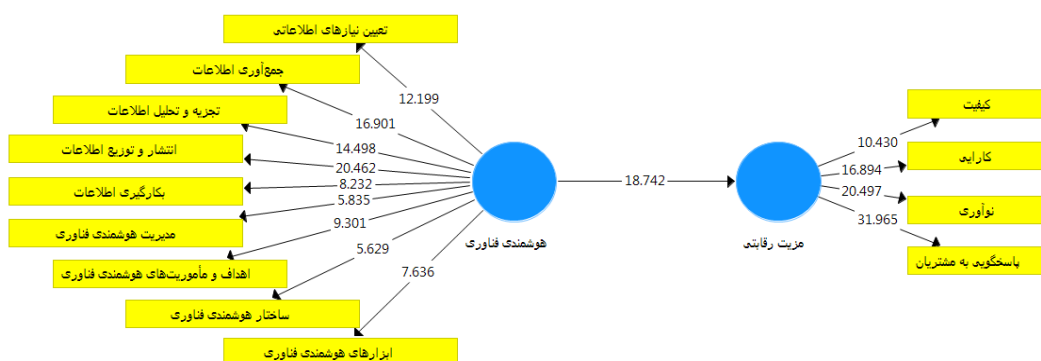 تعیین نیازهای اطلاعاتی
جمع‌آوری اطلاعات
تجزیه و تحلیل اطلاعات
انتشار و توزیع اطلاعات
بکارگیری اطلاعات
مدیریت هوشمندی فناوری
اهداف و مأموریت‌های هوشمندی فناوری
ساختار هوشمندی فناوری
ابزارهای هوشمندی فناوری
12.199
16.901
14.498
20.462
8.232
5.835
9.301
5.629
7.636
هوشمندی فناوری
18.742
مزیت رقابتی
10.430
16.894
20.497
31.965
کیفیت
کارایی
نوآوری
پاسخگویی به مشتریان